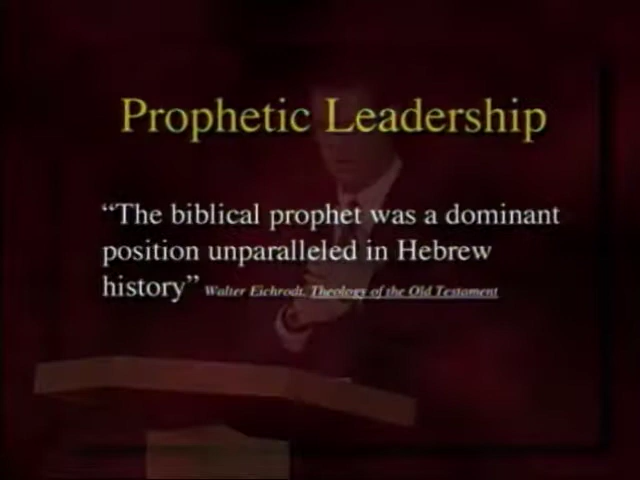 Prophetic Leadership
“The biblical prophet was a dominant
position unparalleled in Hebrew
history” Walter Eichrodt, Theology of the Old Testament